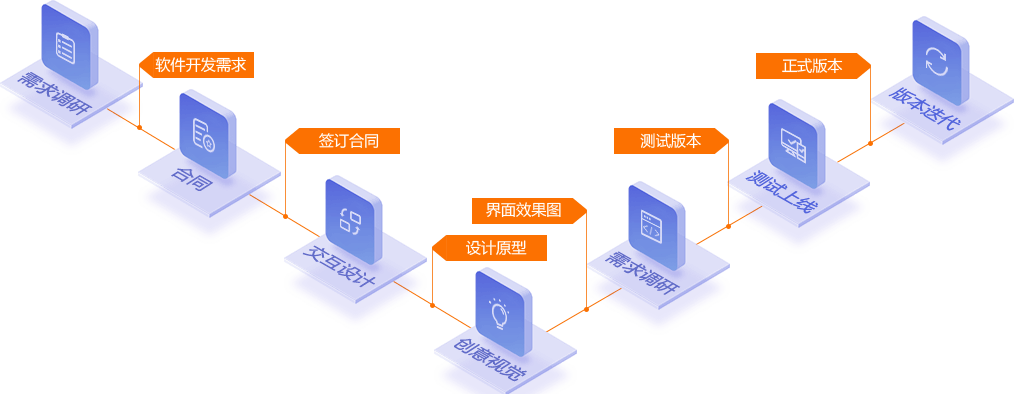 需求调研
软件开发需求
合同
签订合同
交互设计
设计原型
创意视觉
界面效果图
需求调研
测试版本
测试上线
正式版本
版本迭代